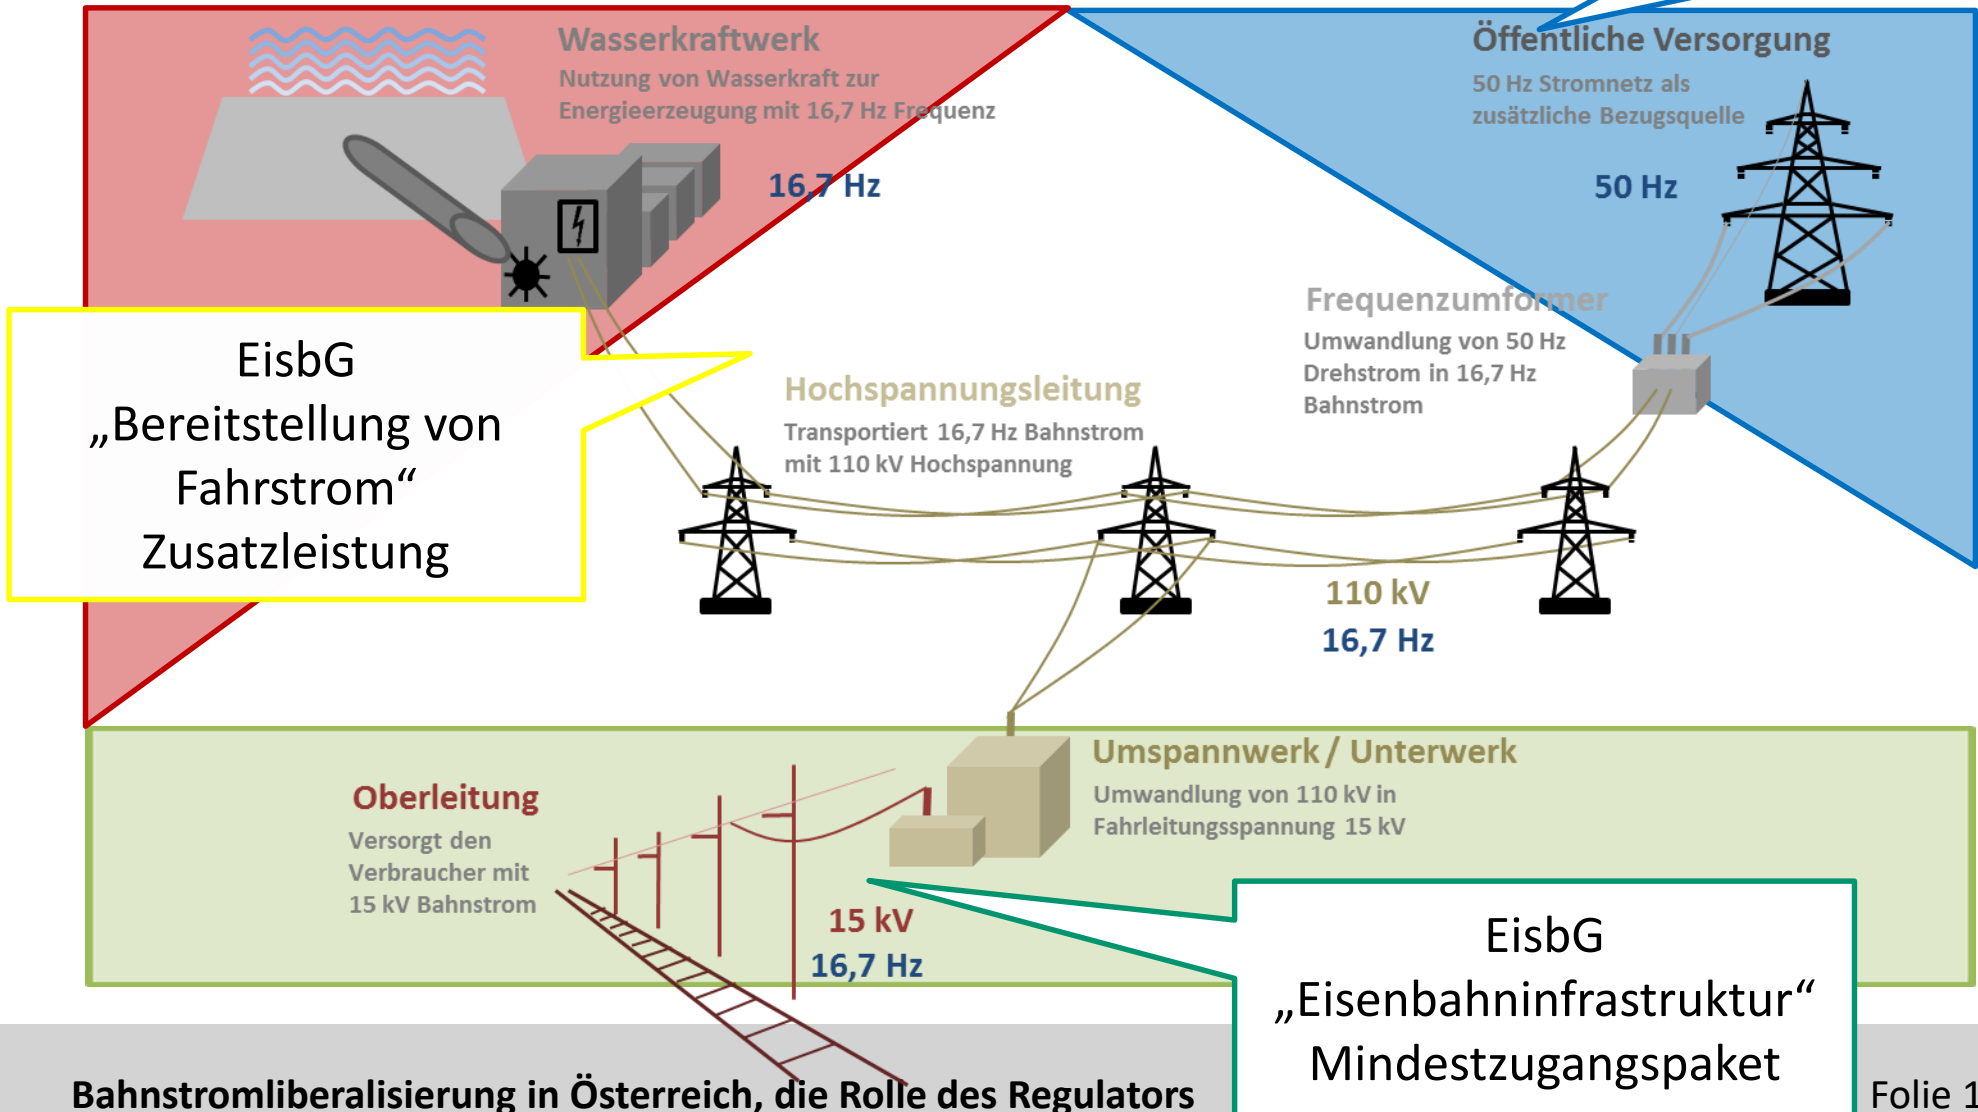 Wasserkraftwerk
Nutzung von Wasserkraft zur
Energieerzeugung mit 16,7 Hz Frequenz
16,7 Hz
Öffentliche Versorgung
50 Hz Stromnetz als
zusätzliche Bezugsquelle
50 Hz
Frequenzumformer
Umwandlung von 50 Hz
Drehstrom in 16,7 Hz
Bahnstrom
EisbG
„Bereitstellung von
Fahrstrom“
Zusatzleistung
Hochspannungsleitung
Transportiert 16,7 Hz Bahnstrom
mit 110 kV Hochspannung
110 kV
16,7 Hz
Umspannwerk / Unterwerk
Umwandlung von 110 kV in
Fahrleitungsspannung 15 kV
Oberleitung
Versorgt den
Verbraucher mit
15 kV Bahnstrom
15 kV
16,7 Hz
EisbG
„Eisenbahninfrastruktur“
Mindestzugangspaket
Bahnstromliberalisierung in Österreich, die Rolle des Regulators
Folie 1